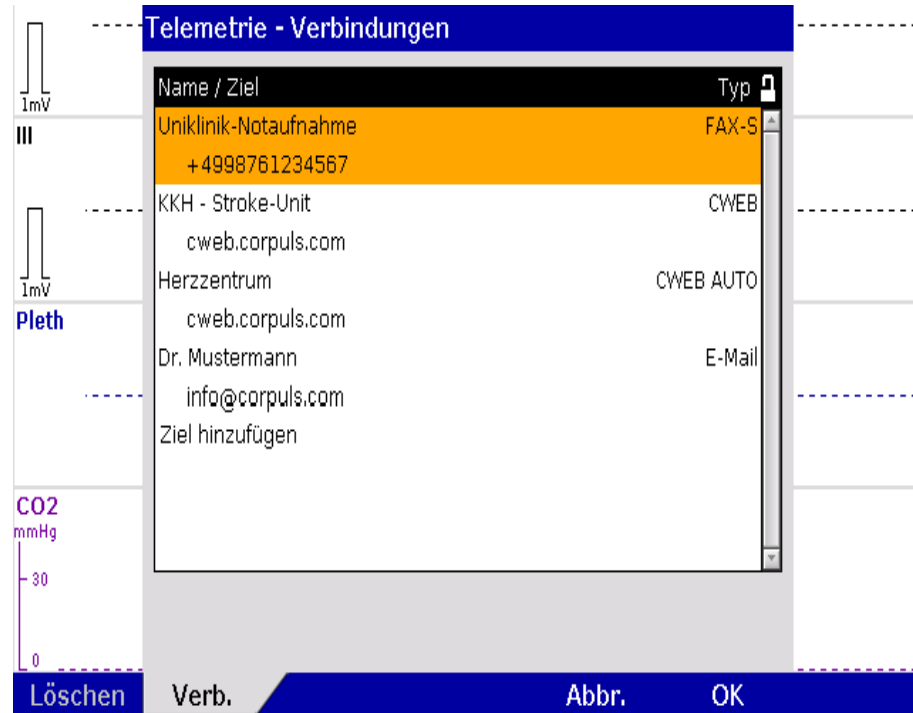 Telemetrie - Verbindungen
Name / Ziel Typ
Uniklinik-Notaufnahme FAX-S
+4998761234567
KKH - Stroke-Unit CWEB
cweb.corpuls.com
Herzzentrum CWEB AUTO
cweb.corpuls.com
Dr. Mustermann E-Mail
info@corpuls.com
Ziel hinzufügen
1mV
III
1mV
Pleth
CO2
mmHg
30
0
Löschen Verb. Abbr. OK